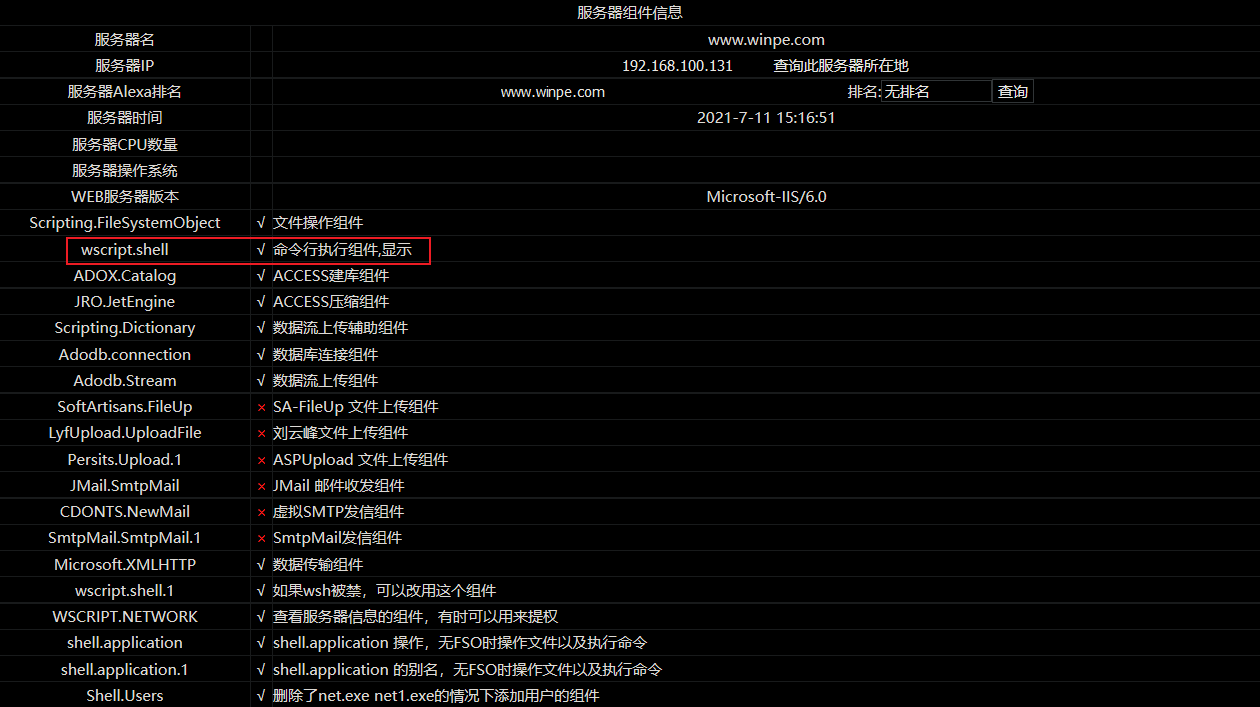 服务器组件信息
服务器名 www.winpe.com
服务器IP 192.168.100.131 查询此服务器所在地
服务器Alexa排名 www.winpe.com 排名:无排名 查询
服务器时间 2021-7-11 15:16:51
服务器CPU数量
服务器操作系统
WEB服务器版本 Microsoft-IIS/6.0
Scripting.FileSystemObject √ 文件操作组件
wscript.shell √ 命令行执行组件,显示
ADOX.Catalog √ ACCESS建库组件
JRO.JetEngine √ ACCESS压缩组件
Scripting.Dictionary √ 数据流上传辅助组件
Adodb.connection √ 数据库连接组件
Adodb.Stream √ 数据流上传组件
SoftArtisans.FileUp × SA-FileUp 文件上传组件
LyfUpload.UploadFile × 刘云峰文件上传组件
Persits.Upload.1 × ASPUpload 文件上传组件
JMail.SmtpMail × JMail 邮件收发组件
CDONTS.NewMail × 虚拟SMTP发信组件
SmtpMail.SmtpMail.1 × SmtpMail发信组件
Microsoft.XMLHTTP √ 数据传输组件
wscript.shell.1 √ 如果wsh被禁，可以改用这个组件
WSCRIPT.NETWORK √ 查看服务器信息的组件，有时可以用来提权
shell.application √ shell.application 操作，无FSO时操作文件以及执行命令
shell.application.1 √ shell.application 的别名，无FSO时操作文件以及执行命令
Shell.Users √ 删除了net.exe net1.exe的情况下添加用户的组件